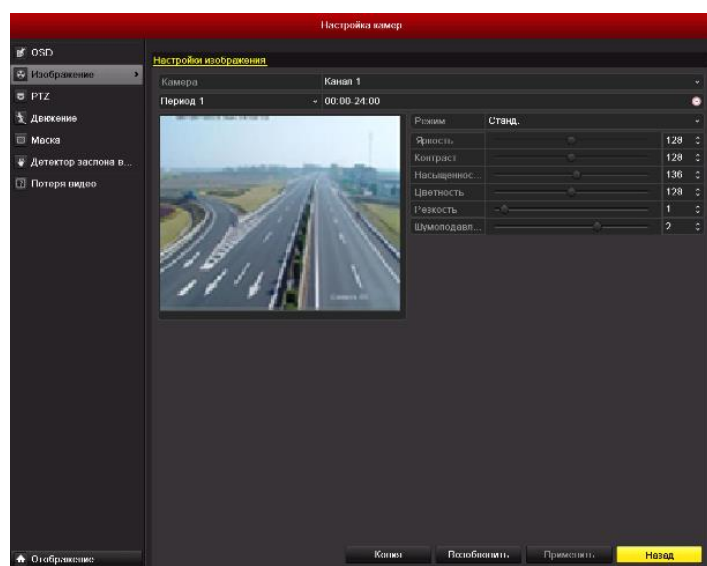 Настройка камер
OSD
Изображение
PTZ
Движение
Маска
Детектор заслона в...
Потеря видео
Отображение
Настройки изображения
Камера Канал 1
Период 1 00:00-24:00
Режим Станд.
Яркость 128
Контраст 128
Насыщеннос... 136
Цветность 128
Резкость 1
Шумоподавл... 2
Копия Применить Назад